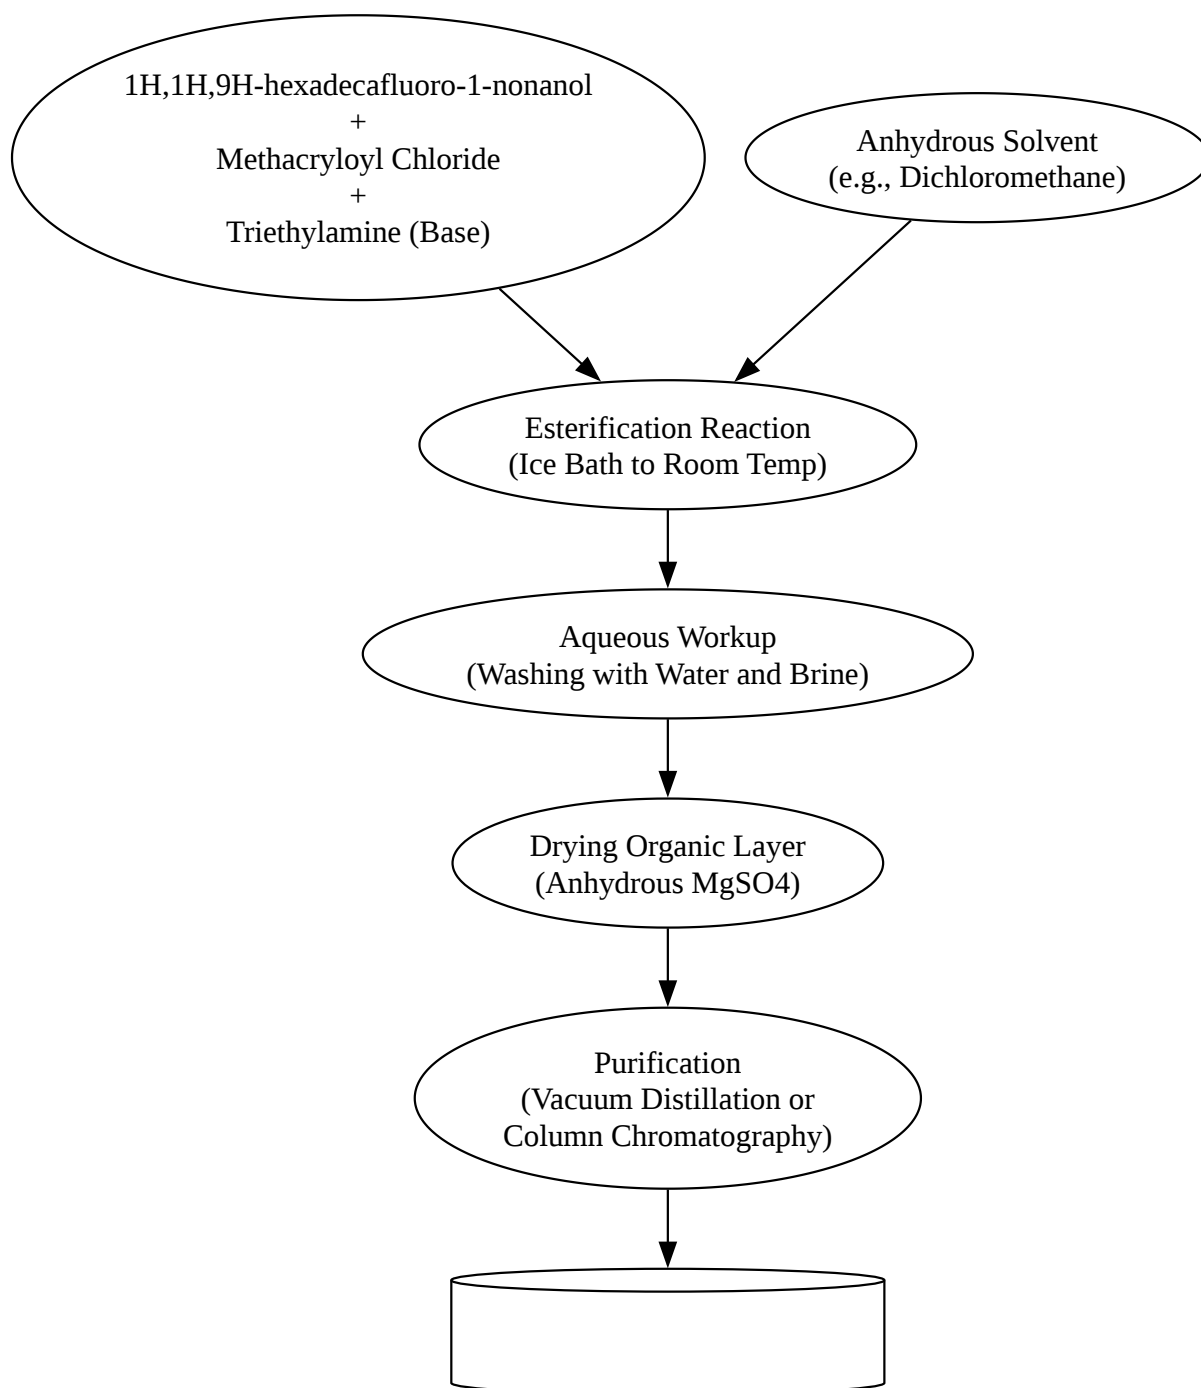 1H,1H,9H-hexadecafluoro-1-nonanol
+
Methacryloyl Chloride
+
Triethylamine (Base)
Anhydrous Solvent
(e.g., Dichloromethane)
Esterification Reaction
(Ice Bath to Room Temp)
Aqueous Workup
(Washing with Water and Brine)
Drying Organic Layer
(Anhydrous MgSO4)
Purification
(Vacuum Distillation or
Column Chromatography)